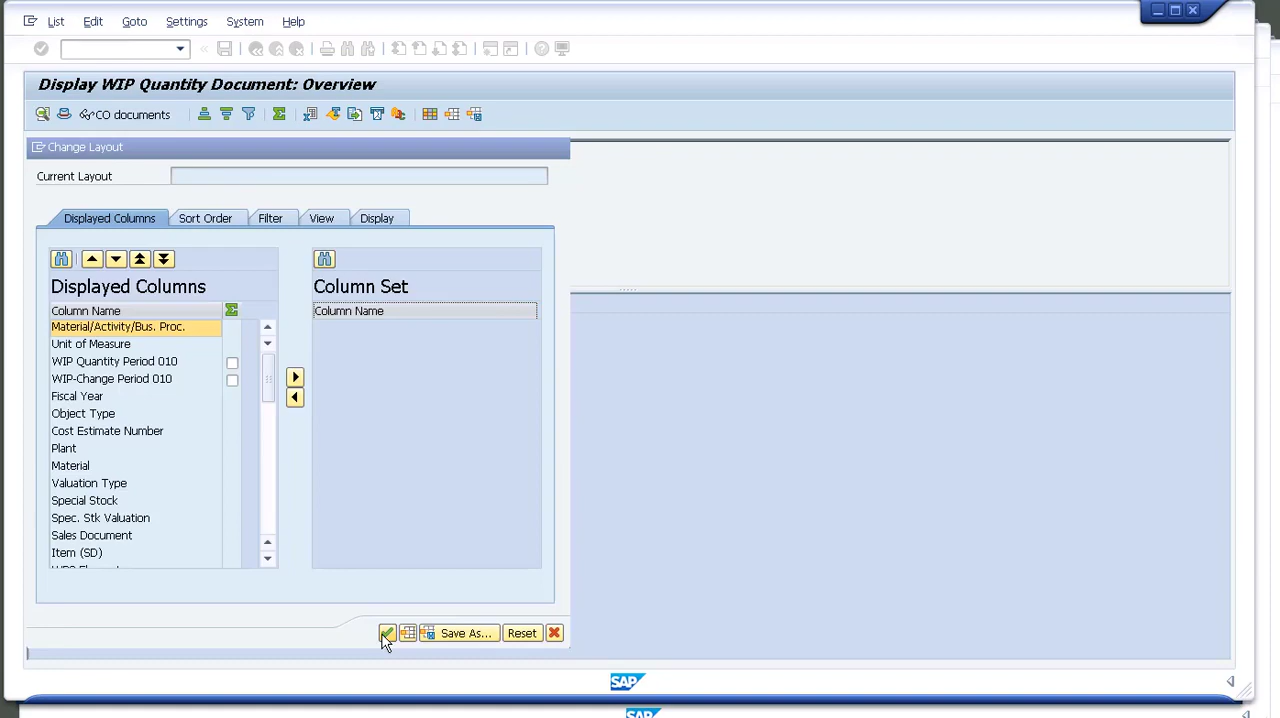 List Edit Goto Settings System Help
Display WIP Quantity Document: Overview
CO documents
Change Layout
Current Layout
Displayed Columns Sort Order Filter View Display
Displayed Columns Column Set
Column Name Column Name
Material/Activity/Bus. Proc.
Unit of Measure
WIP Quantity Period 010
WIP-Change Period 010
Fiscal Year
Object Type
Cost Estimate Number
Plant
Material
Valuation Type
Special Stock
Spec. Stk Valuation
Sales Document
Item (SD)
Save As... Reset
SAP
SAP